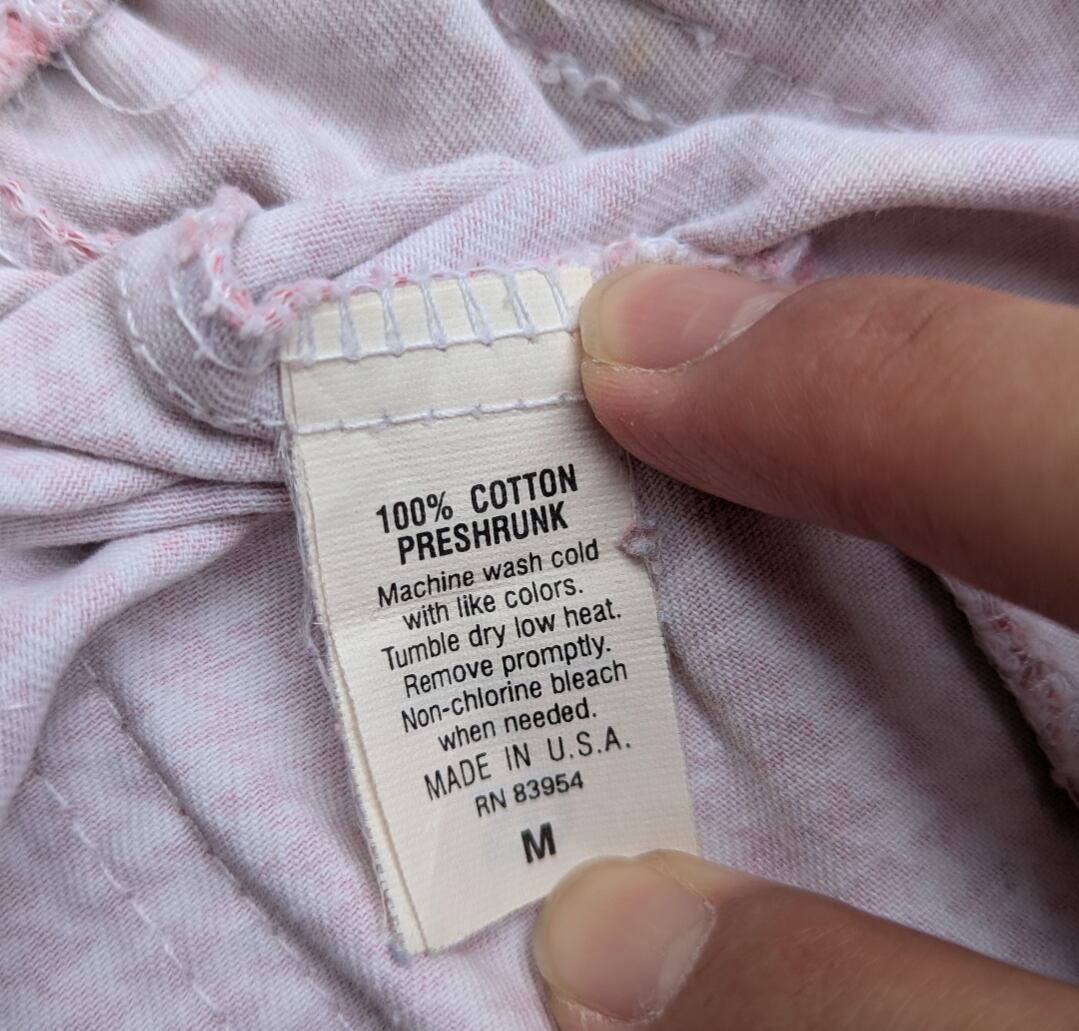 100% COTTON
PRESHRUNK
Machine wash cold
with like colors.
Tumble dry low heat.
Remove promptly.
Non-chlorine bleach
when needed.
MADE IN U.S.A.
RN 83954
M